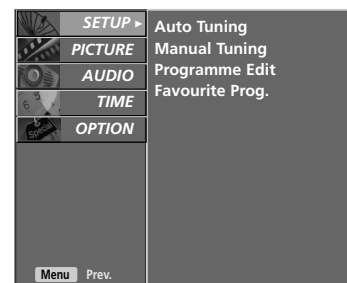 SETUP ▸
PICTURE
AUDIO
TIME
OPTION
Auto Tuning
Manual Tuning
Programme Edit
Favourite Prog.
Menu Prev.